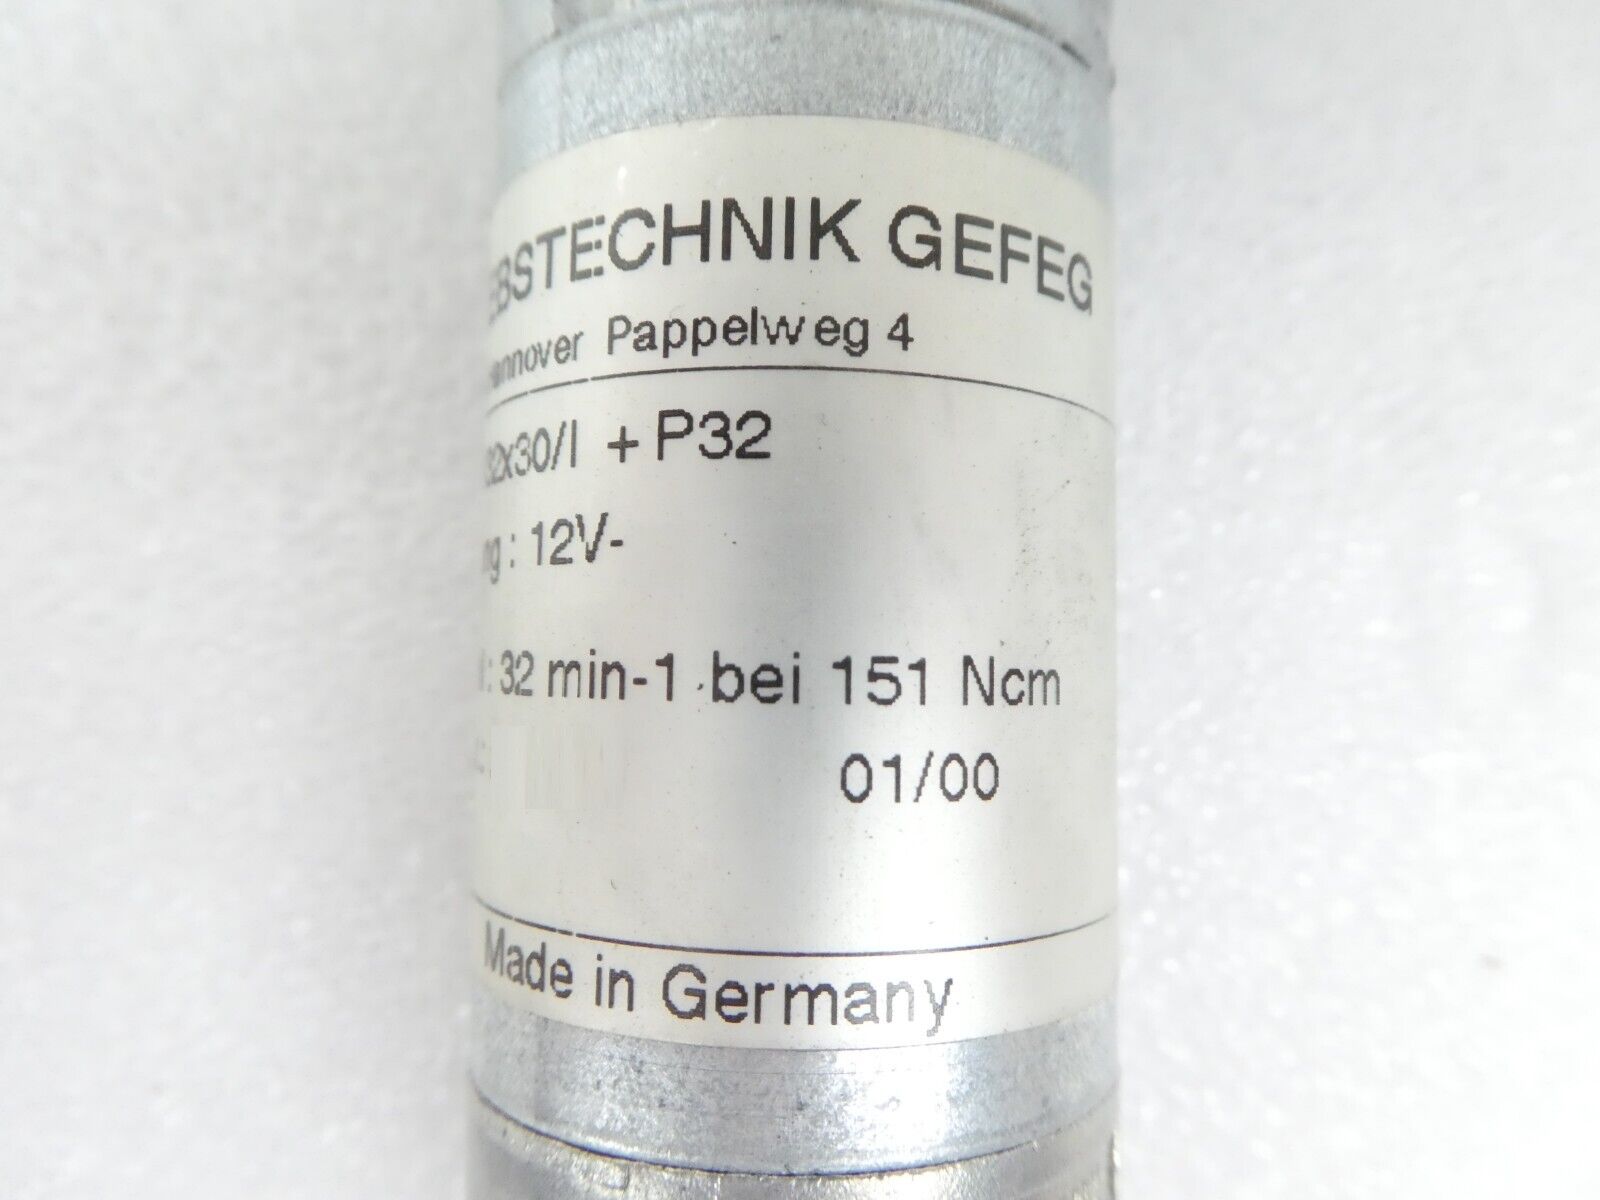 EBSTECHNIK GEFEG
annover Pappelweg 4
32x30/I + P32
ng : 12V-
: 32 min-1 bei 151 Ncm
01/00
Made in Germany